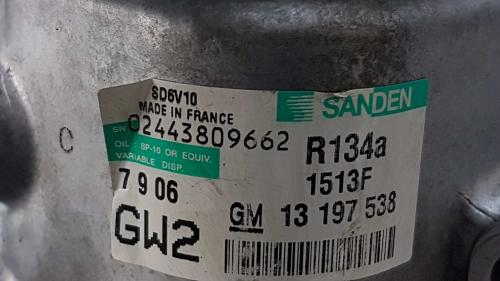 SD6V10
MADE IN FRANCE
SN 02443809662
OIL : SP-10 OR EQUIV.
VARIABLE DISP.
7 9 06
GW2
SANDEN
R134a
1513F
GM 13 197 538
C